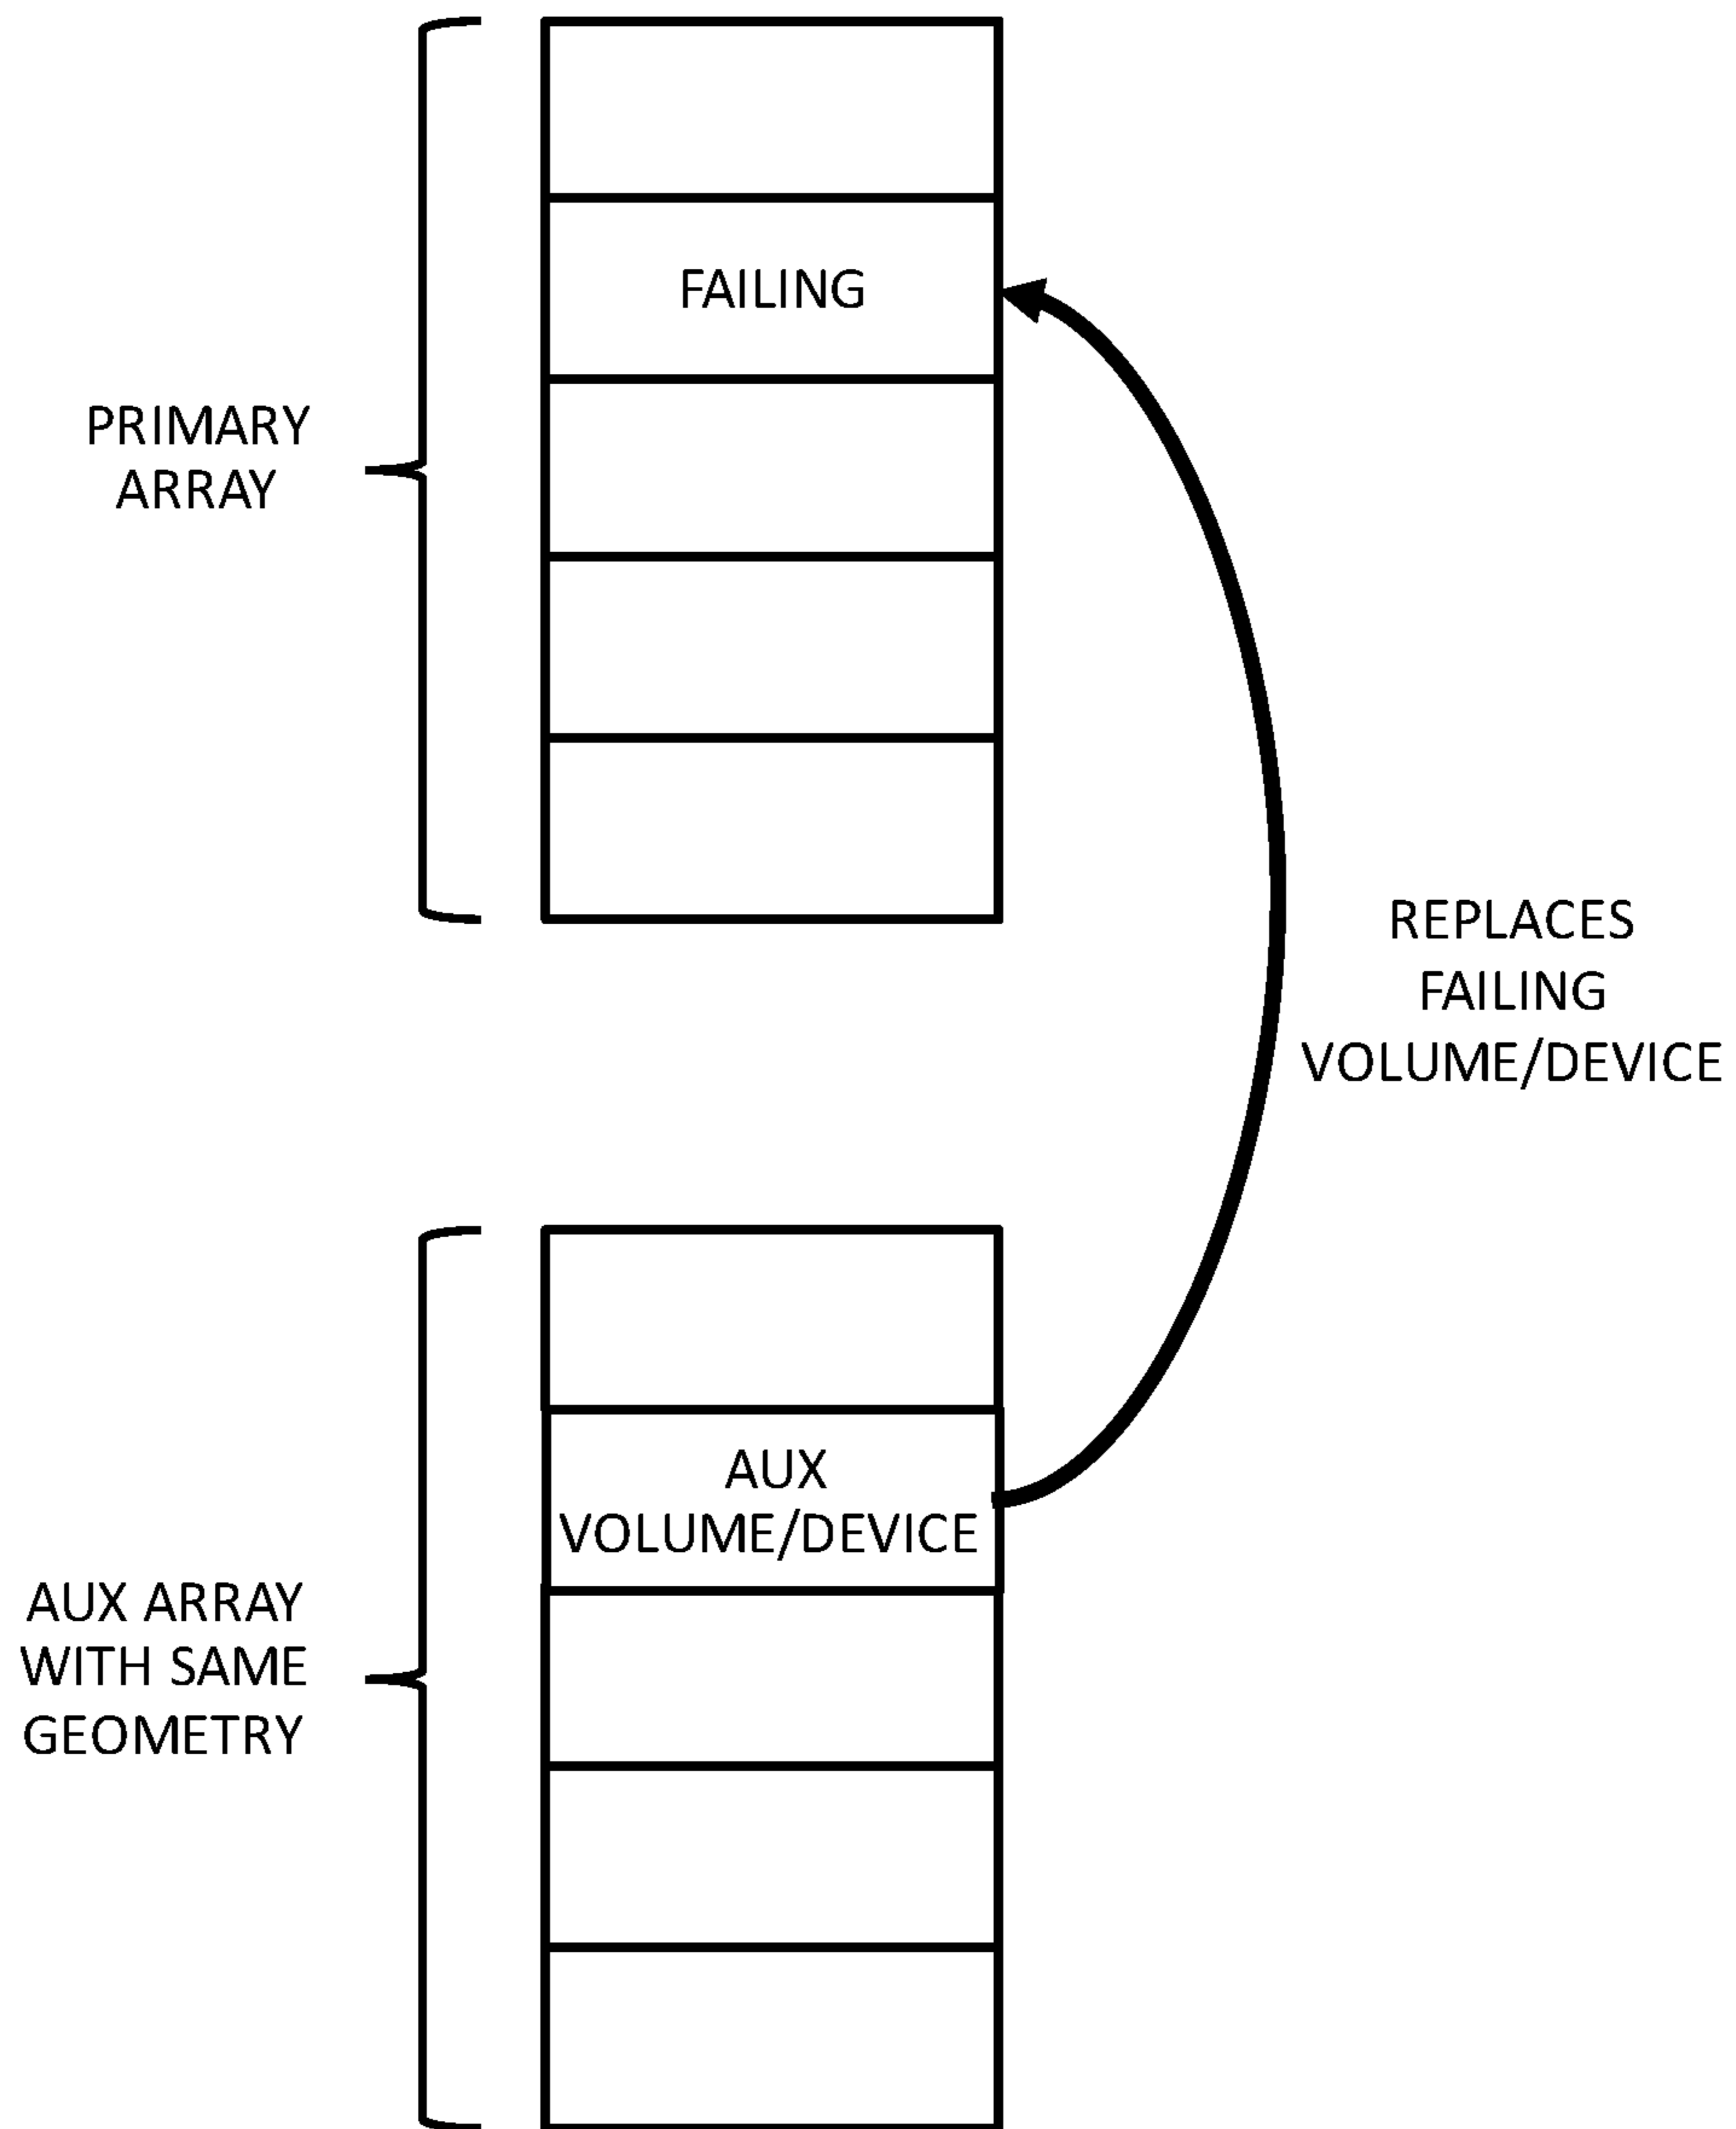 FAILING
PRIMARY
ARRAY
REPLACES
FAILING
VOLUME/DEVICE
AUX
VOLUME/DEVICE
AUX ARRAY
WITH SAME
GEOMETRY